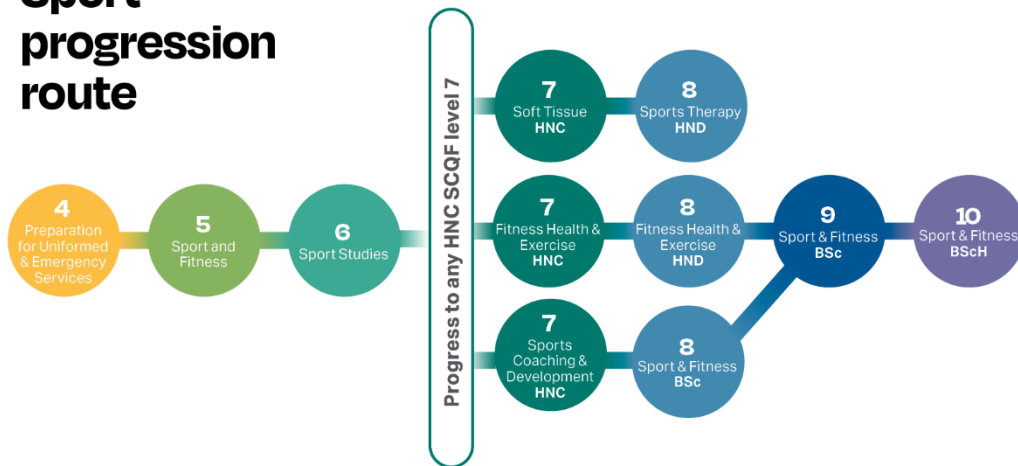 Sport
progression
route
4
Preparation
for Uniformed
& Emergency
Services
5
Sport and
Fitness
6
Sport Studies
Progress to any HNC SCQF level 7
7
Soft Tissue
HNC
8
Sports Therapy
HND
7
Fitness Health &
Exercise
HNC
8
Fitness Health &
Exercise
HND
9
Sport & Fitness
BSc
10
Sport & Fitness
BScH
7
Sports
Coaching &
Development
HNC
8
Sport & Fitness
BSc